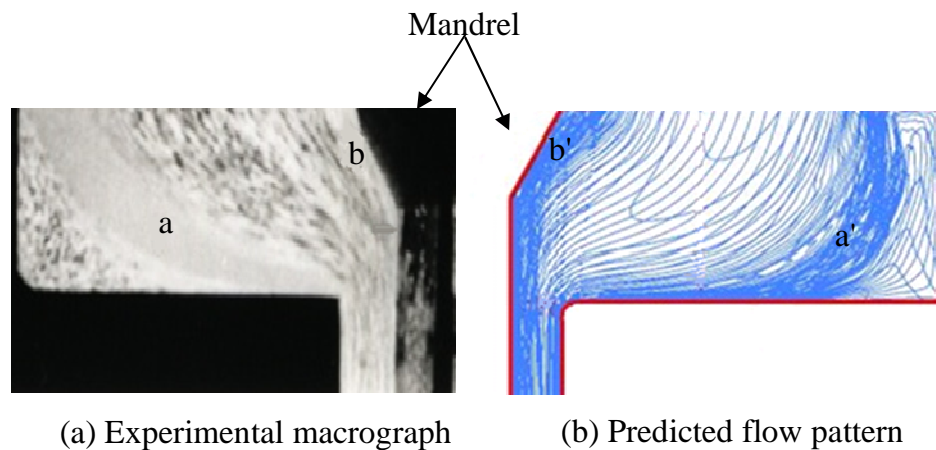 Mandrel
a
b
b'
a'
(a) Experimental macrograph
(b) Predicted flow pattern